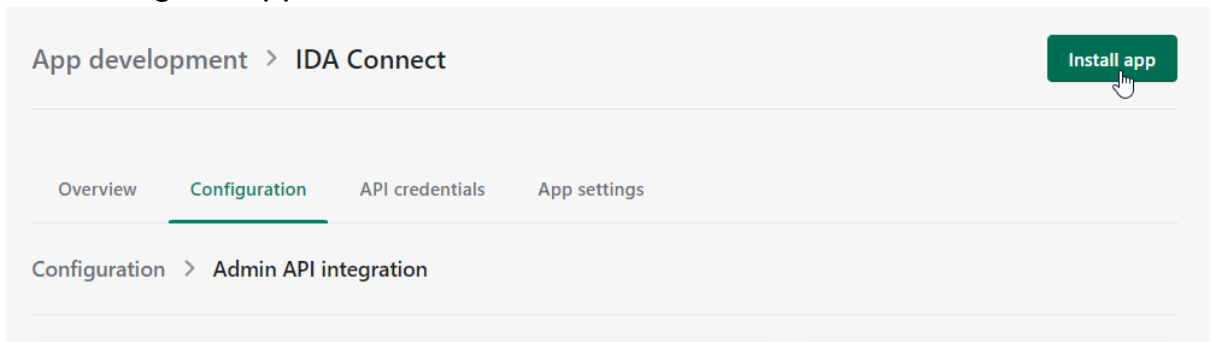 App development > IDA Connect
Install app
Overview Configuration API credentials App settings
Configuration > Admin API integration